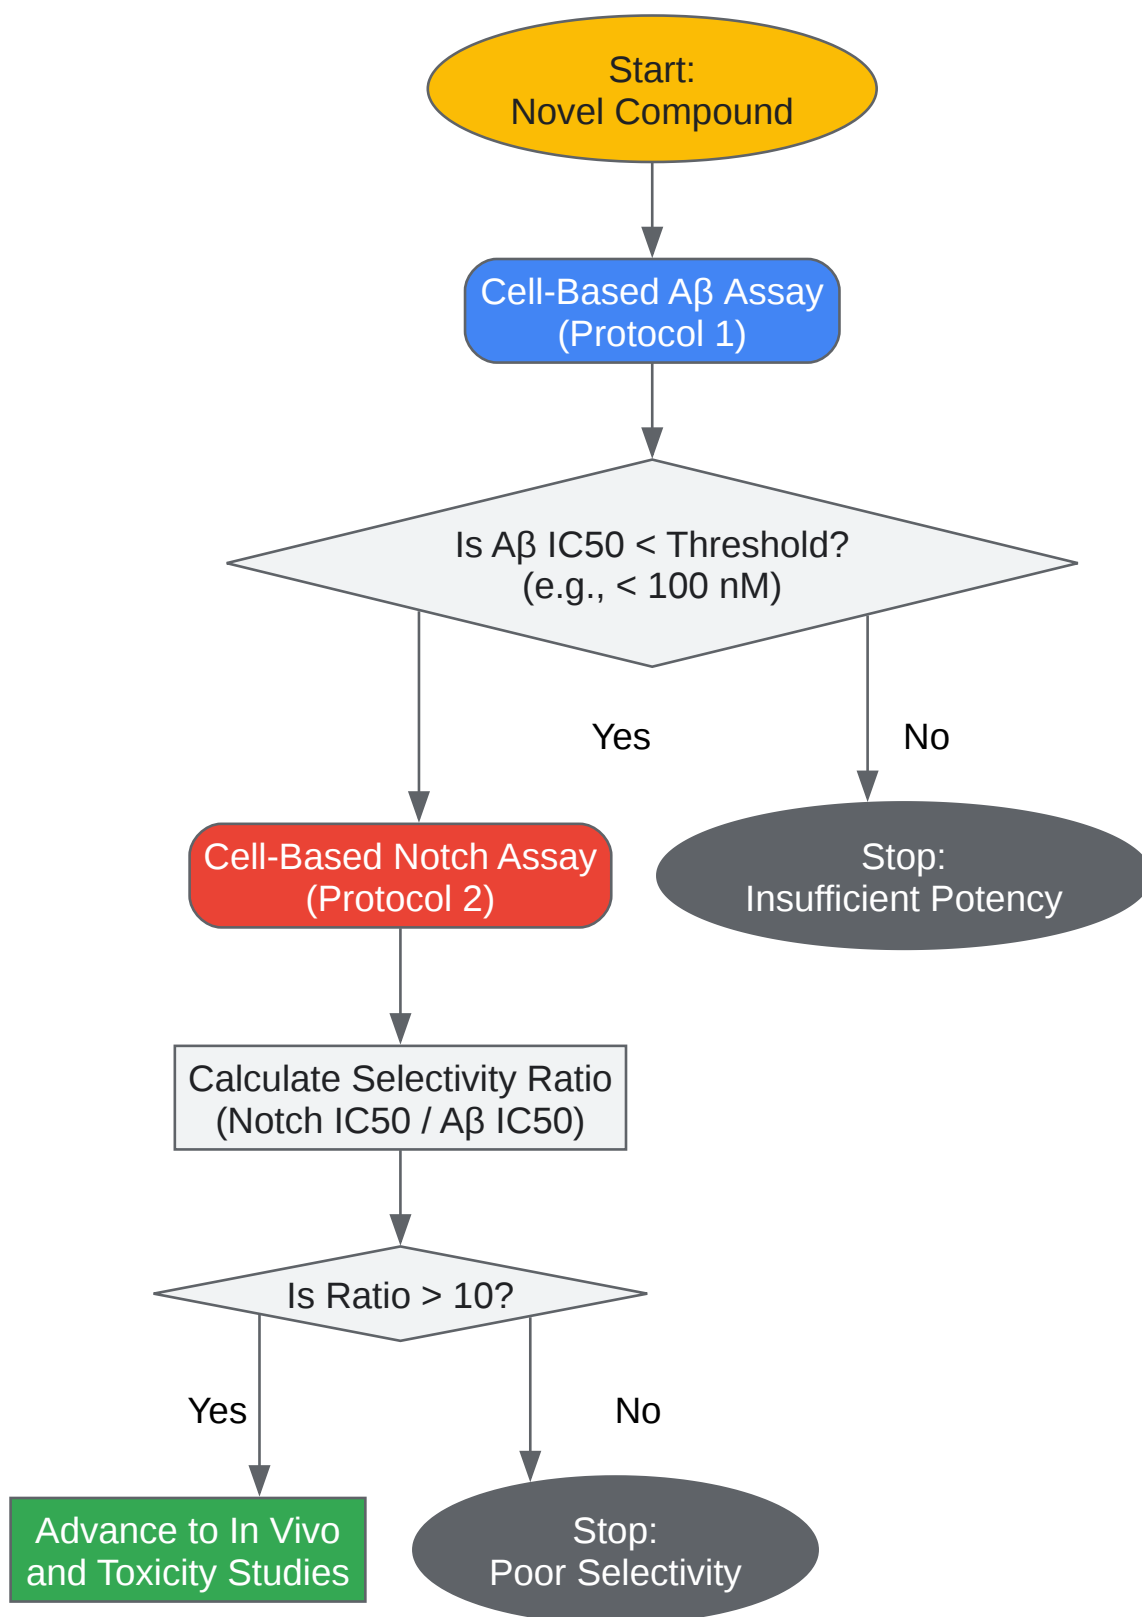 Start:
Novel Compound
Cell-Based Aβ Assay
(Protocol 1)
Is Aβ IC50 < Threshold?
(e.g., < 100 nM)
Yes
No
Cell-Based Notch Assay
(Protocol 2)
Stop:
Insufficient Potency
Calculate Selectivity Ratio
(Notch IC50 / Aβ IC50)
Is Ratio > 10?
Yes
No
Advance to In Vivo
and Toxicity Studies
Stop:
Poor Selectivity